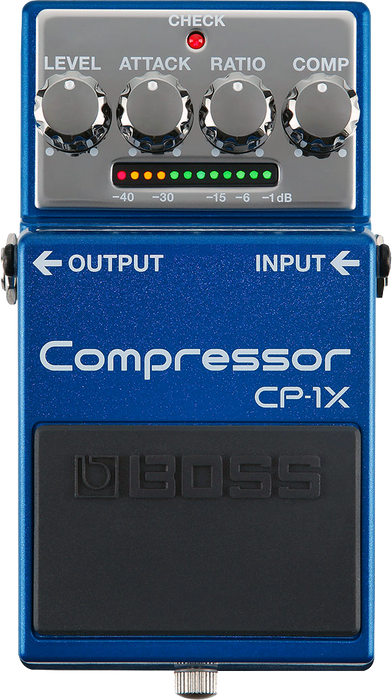 CHECK
LEVEL ATTACK RATIO COMP
-40 -30 -15 -6 -1dB
← OUTPUT INPUT ←
Compressor
CP-1X
BOSS